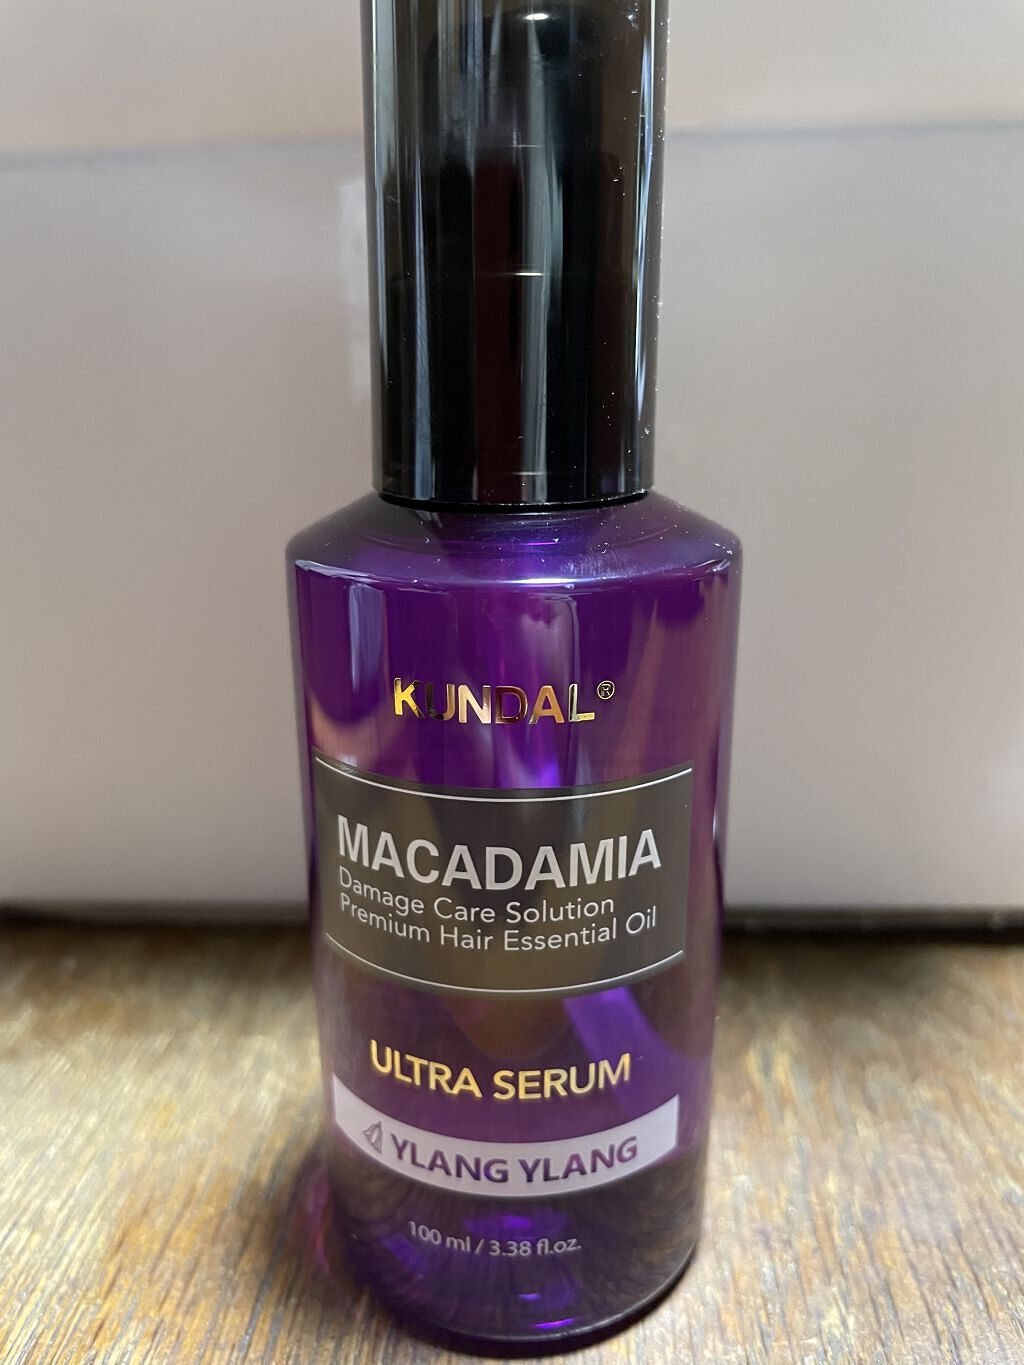 KUNDAL®
MACADAMIA
Damage Care Solution
Premium Hair Essential Oil
ULTRA SERUM
YLANG YLANG
100 ml / 3.38 fl.oz.